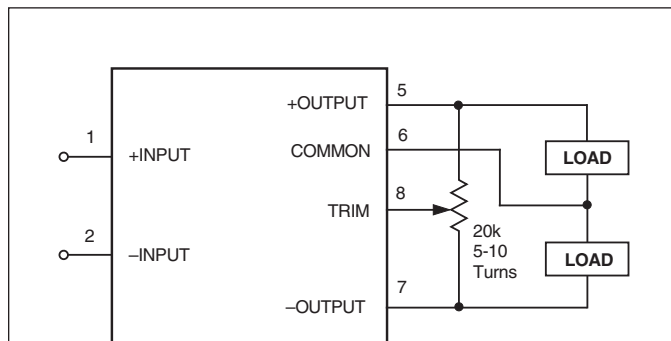 1
+INPUT
2
–INPUT
+OUTPUT
5
COMMON
6
TRIM
8
–OUTPUT
7
20k
5-10
Turns
LOAD
LOAD